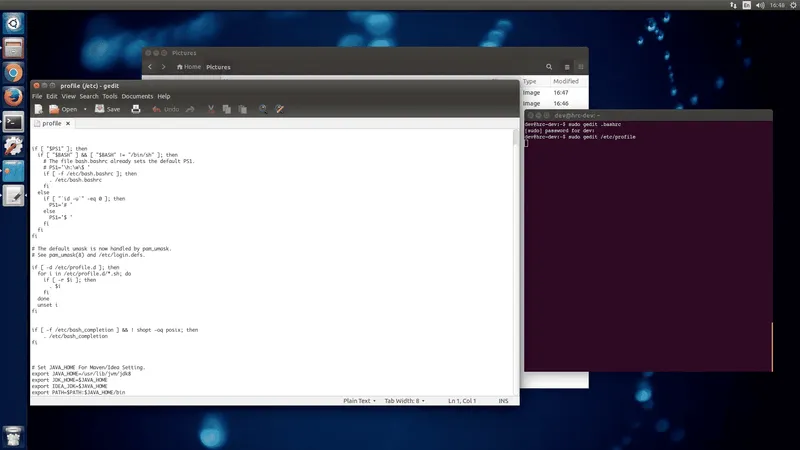 En
16:48
Pictures
Home Pictures
Type Modified
Image 16:47
Image 16:46
profile (/etc) - gedit
File Edit View Search Tools Documents Help
Open Save Undo
profile
if [ "$PS1" ]; then
if [ "$BASH" ] && [ "$BASH" != "/bin/sh" ]; then
# The file bash.bashrc already sets the default PS1.
# PS1='\h:\w\$ '
if [ -f /etc/bash.bashrc ]; then
. /etc/bash.bashrc
fi
else
if [ "`id -u`" -eq 0 ]; then
PS1='# '
else
PS1='$ '
fi
fi
fi
# The default umask is now handled by pam_umask.
# See pam_umask(8) and /etc/login.defs.
if [ -d /etc/profile.d ]; then
for i in /etc/profile.d/*.sh; do
if [ -r $i ]; then
. $i
fi
done
unset i
fi
if [ -f /etc/bash_completion ] && ! shopt -oq posix; then
. /etc/bash_completion
fi
# Set JAVA_HOME For Maven/Idea Setting.
export JAVA_HOME=/usr/lib/jvm/jdk8
export JDK_HOME=$JAVA_HOME
export IDEA_JDK=$JAVA_HOME
export PATH=$PATH:$JAVA_HOME/bin
Plain Text Tab Width: 8 Ln 1, Col 1 INS
dev@hrc-dev: ~
dev@hrc-dev:~$ sudo gedit .bashrc
[sudo] password for dev:
dev@hrc-dev:~$ sudo gedit /etc/profile